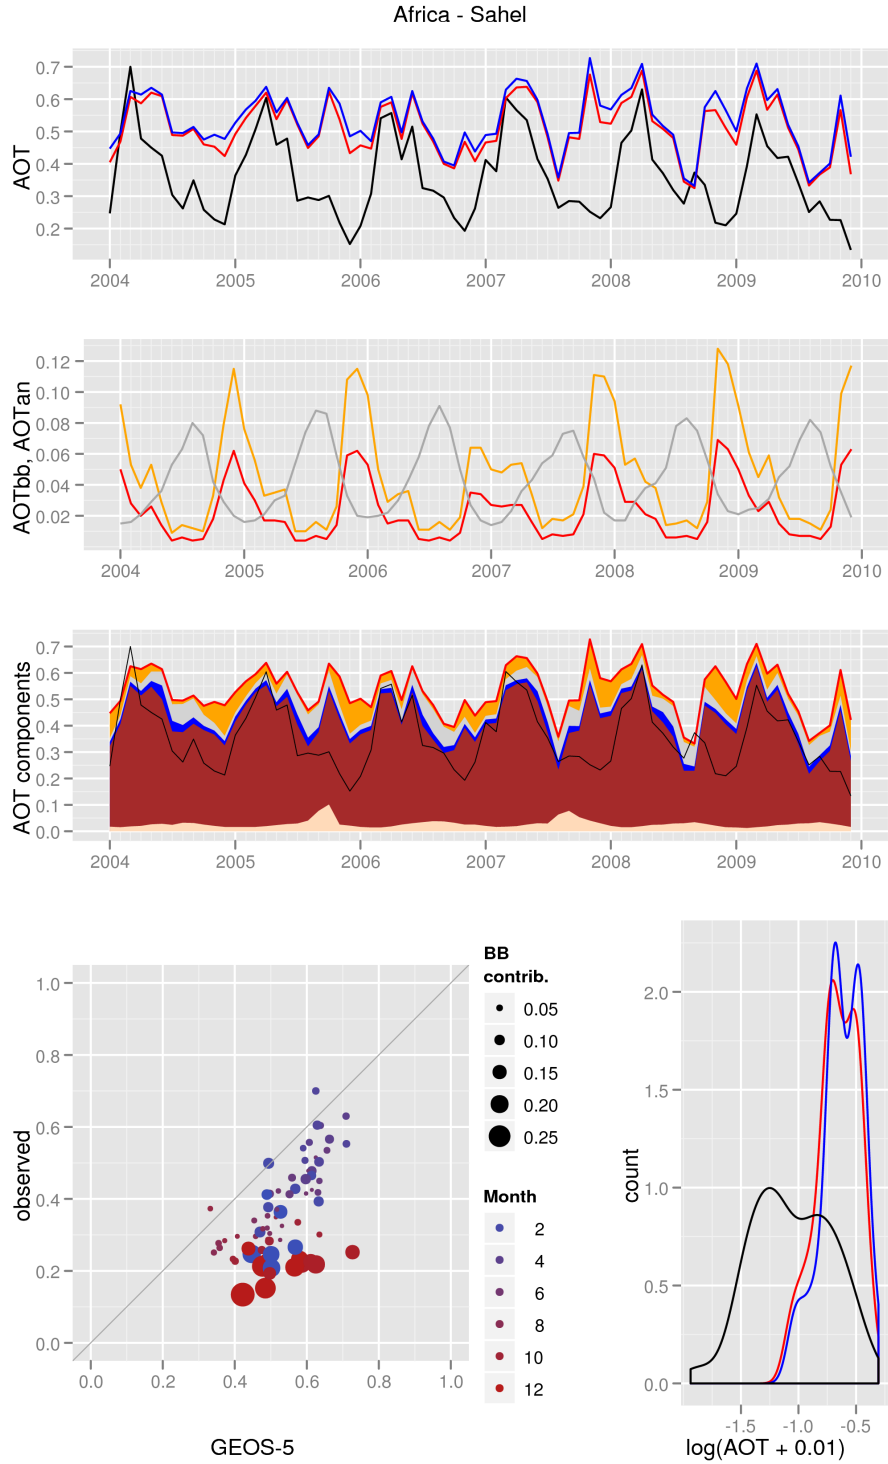 Africa - Sahel
AOT
0.7
0.6
0.5
0.4
0.3
0.2
2004 2005 2006 2007 2008 2009 2010
AOTbb, AOTan
0.12
0.10
0.08
0.06
0.04
0.02
2004 2005 2006 2007 2008 2009 2010
AOT components
0.7
0.6
0.5
0.4
0.3
0.2
0.1
0.0
2004 2005 2006 2007 2008 2009 2010
observed
1.0
0.8
0.6
0.4
0.2
0.0
0.0 0.2 0.4 0.6 0.8 1.0
GEOS-5
BB
contrib.
0.05
0.10
0.15
0.20
0.25
Month
2
4
6
8
10
12
count
2.0
1.5
1.0
0.5
0.0
-1.5 -1.0 -0.5
log(AOT + 0.01)